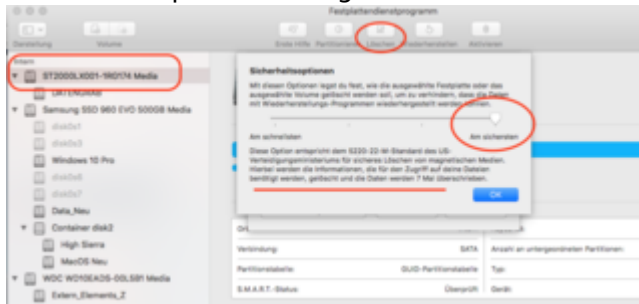 Festplattendienstprogramm
Darstellung
Volume
Erste Hilfe Partitionieren Löschen Wiederherstellen Aktivieren
Intern
ST2000LX001-1RG174 Media
DATENGRAB
Samsung SSD 960 EVO 500GB Media
disk0s1
disk0s3
Windows 10 Pro
disk0s6
disk0s7
Data_Neu
Container disk2
High Sierra
MacOS Neu
WDC WD10EADS-00L5B1 Media
Extern_Elements_Z
Sicherheitsoptionen
Mit diesen Optionen legst du fest, wie die ausgewählte Festplatte oder das
ausgewählte Volume gelöscht werden soll, um zu verhindern, dass die Daten
mit Wiederherstellungs-Programmen wiederhergestellt werden können.
Am schnellsten
Am sichersten
Diese Option entspricht dem 5220-22-M-Standard des US-
Verteidigungsministeriums für sicheres Löschen von magnetischen Medien.
Hierbei werden die Informationen, die für den Zugriff auf deine Dateien
benötigt werden, gelöscht und die Daten werden 7 Mal überschrieben.
OK
Verbindung:
SATA
Anzahl an untergeordneten Partitionen:
Partitionstabelle:
GUID-Partitionstabelle
Typ:
S.M.A.R.T.-Status:
Überprüft
Gerät: